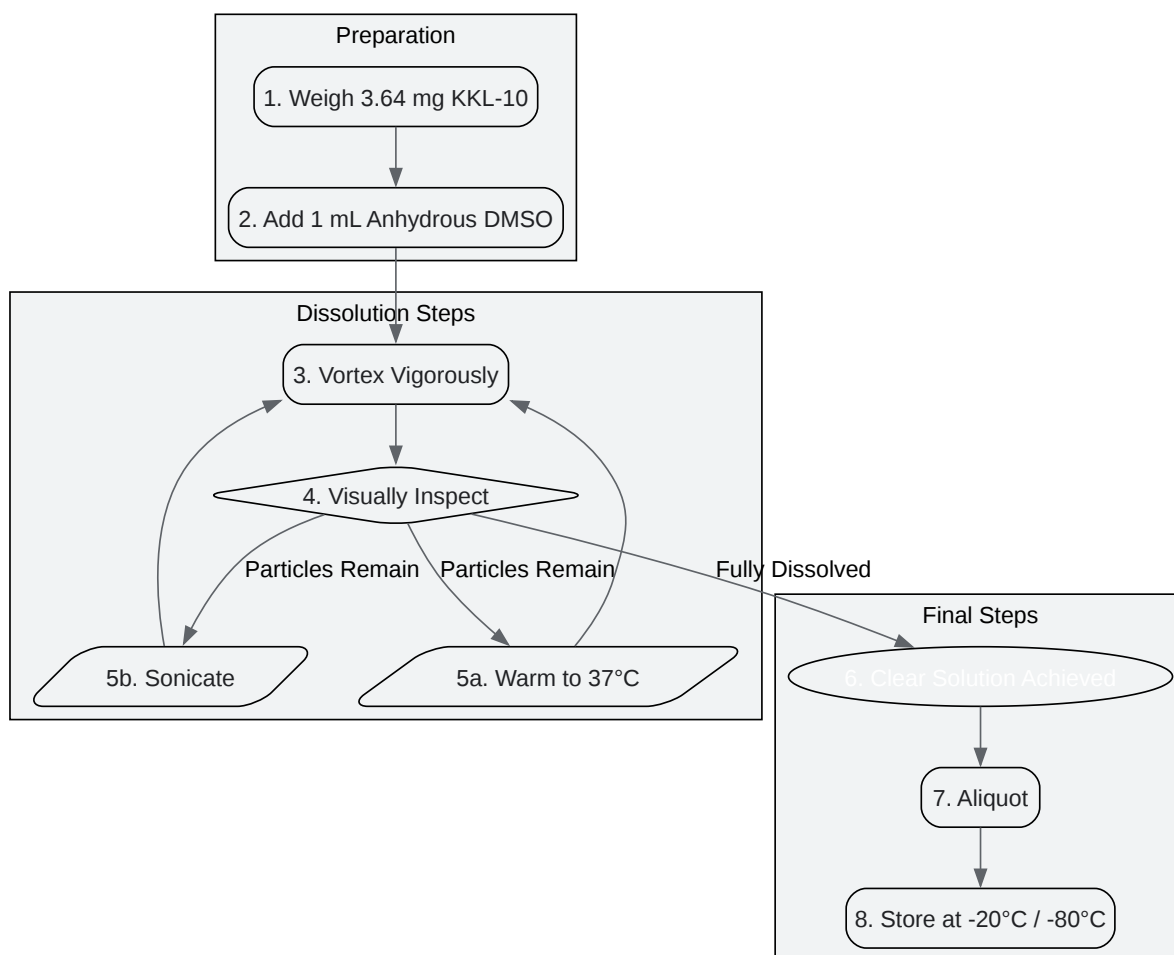 Preparation
1. Weigh 3.64 mg KKL-10
2. Add 1 mL Anhydrous DMSO
Dissolution Steps
3. Vortex Vigorously
4. Visually Inspect
Particles Remain
Particles Remain
Fully Dissolved
5b. Sonicate
5a. Warm to 37°C
Final Steps
6. Clear Solution Achieved
7. Aliquot
8. Store at -20°C / -80°C